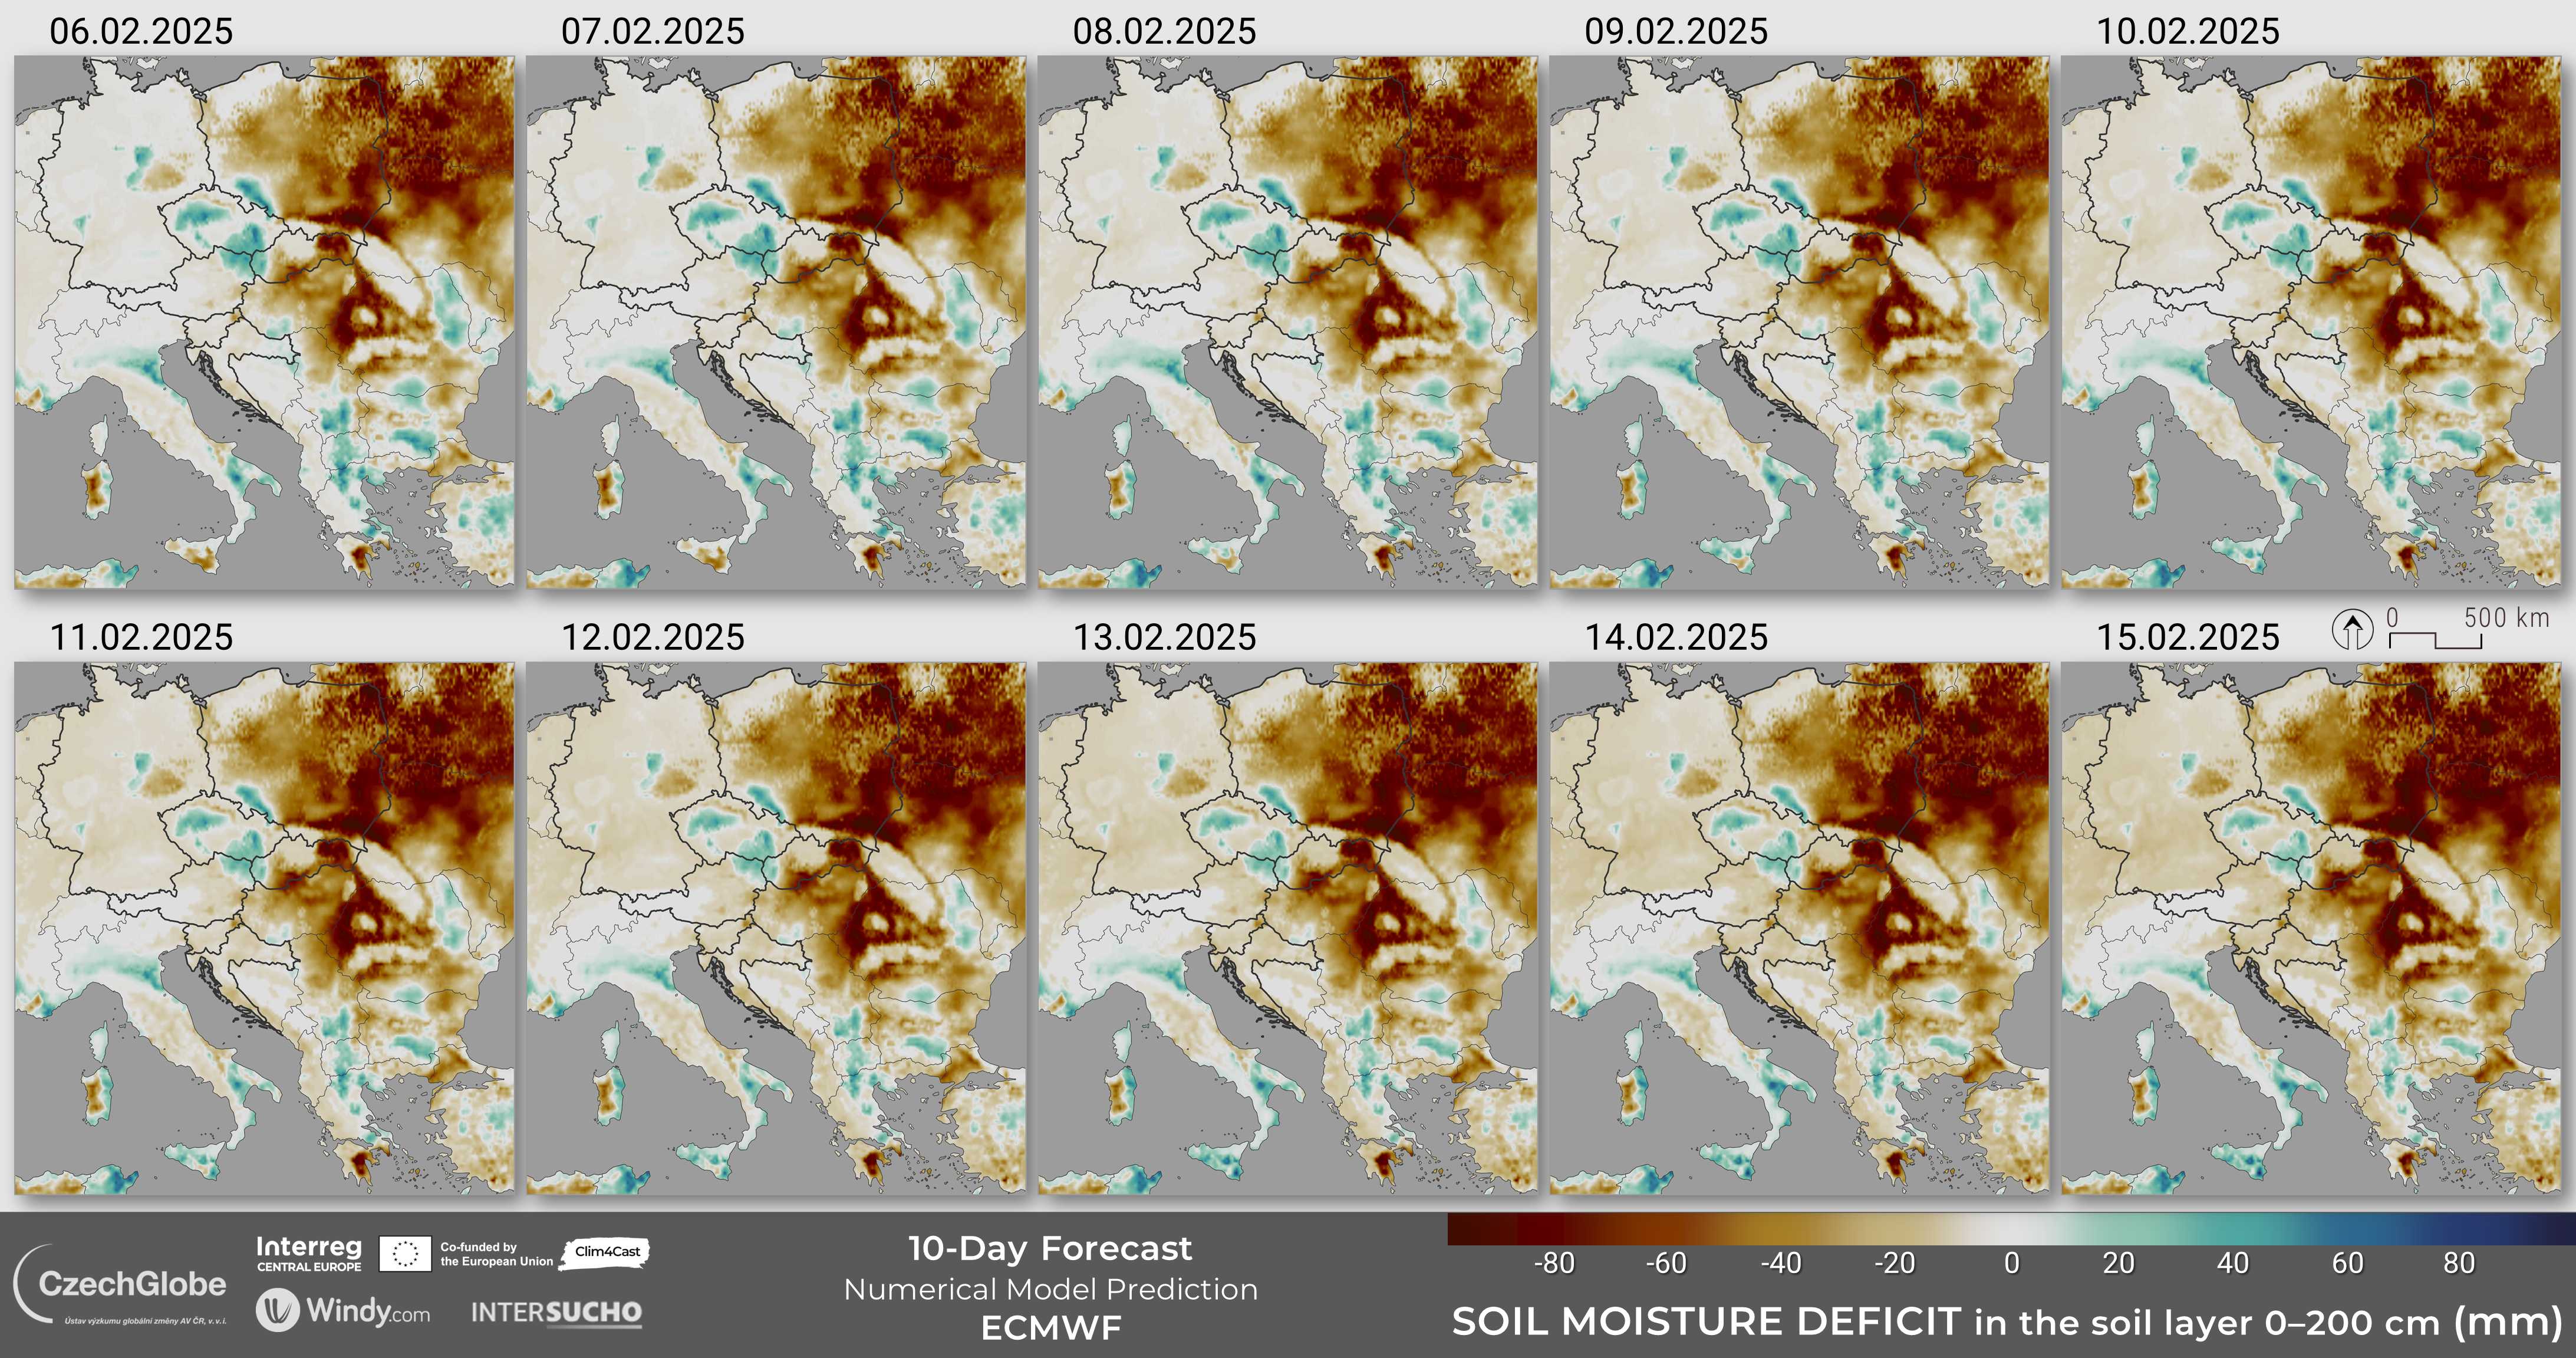 06.02.2025
07.02.2025
08.02.2025
09.02.2025
10.02.2025
11.02.2025
12.02.2025
13.02.2025
14.02.2025
15.02.2025
0 500 km
CzechGlobe
Ústav výzkumu globální změny AV ČR, v. v. i.
Interreg
CENTRAL EUROPE
Co-funded by
the European Union
Clim4Cast
Windy.com
INTERSUCHO
10-Day Forecast
Numerical Model Prediction
ECMWF
-80 -60 -40 -20 0 20 40 60 80
SOIL MOISTURE DEFICIT in the soil layer 0–200 cm (mm)